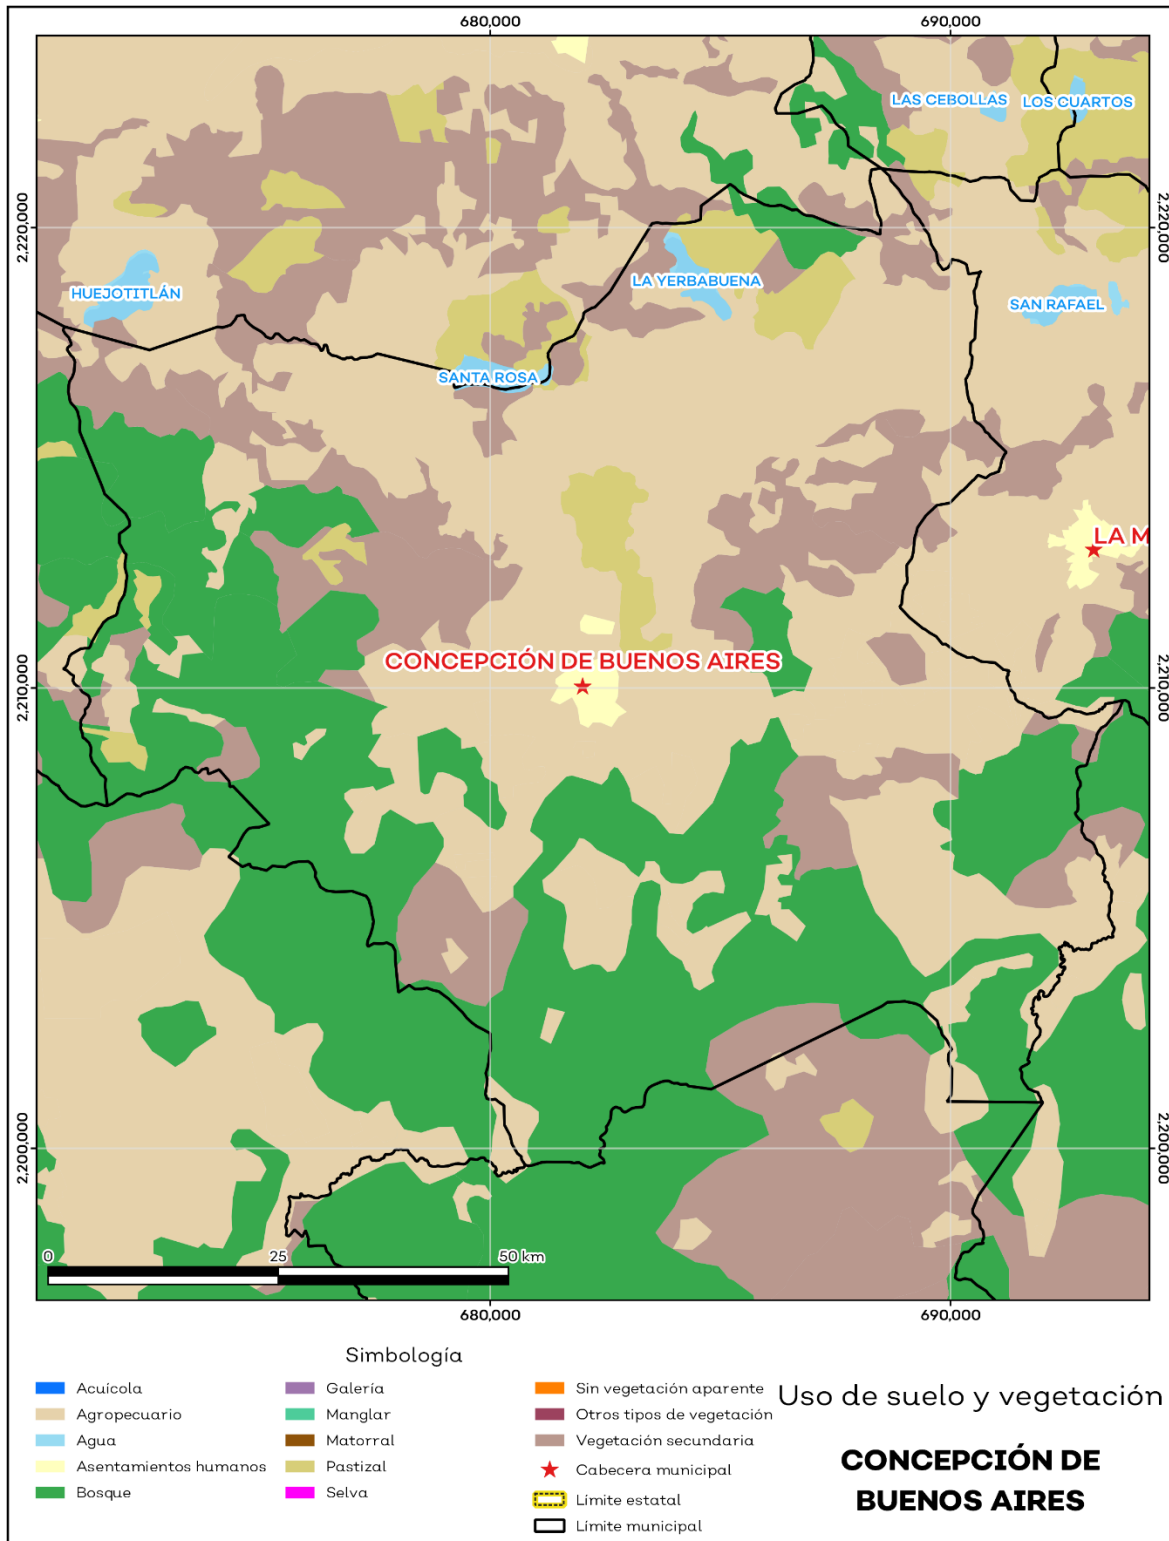 680,000 690,000
LAS CEBOLLAS LOS CUARTOS
2,220,000 2,220,000
HUEJOTITLÁN LA YERBABUENA SAN RAFAEL
SANTA ROSA
LA M
CONCEPCIÓN DE BUENOS AIRES
2,210,000 2,210,000
2,200,000 2,200,000
0 25 50 km
680,000 690,000
Simbología
Acuícola
Agropecuario
Agua
Asentamientos humanos
Bosque
Galería
Manglar
Matorral
Pastizal
Selva
Sin vegetación aparente
Otros tipos de vegetación
Vegetación secundaria
Cabecera municipal
Límite estatal
Límite municipal
Uso de suelo y vegetación
CONCEPCIÓN DE
BUENOS AIRES